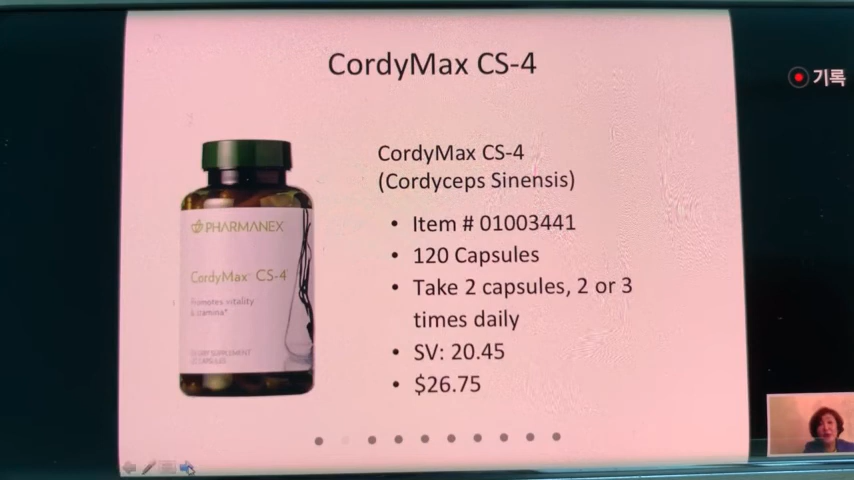 CordyMax CS-4
기록
CordyMax CS-4
(Cordyceps Sinensis)
• Item # 01003441
• 120 Capsules
• Take 2 capsules, 2 or 3
times daily
• SV: 20.45
• $26.75
PHARMANEX
CordyMax CS-4
Promotes vitality
& stamina*